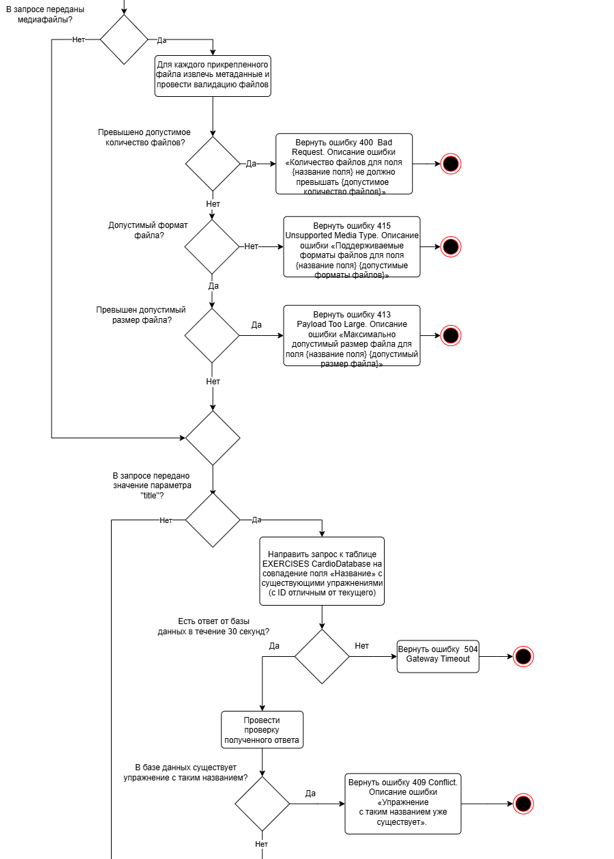 В запросе переданы
медиафайлы?
Нет
Да
Для каждого прикрепленного
файла извлечь метаданные и
провести валидацию файлов
Превышено допустимое
количество файлов?
Да
Вернуть ошибку 400 Bad
Request. Описание ошибки
«Количество файлов для поля
{название поля} не должно
превышать {допустимое
количество файлов}»
Нет
Допустимый формат
файла?
Нет
Вернуть ошибку 415
Unsupported Media Type. Описание
ошибки «Поддерживаемые
форматы файлов для поля
{название поля} {допустимые
форматы файлов}»
Да
Превышен допустимый
размер файла?
Да
Вернуть ошибку 413
Payload Too Large. Описание
ошибки «Максимально
допустимый размер файла для
поля {название поля} {допустимый
размер файла}»
Нет
В запросе передано
значение параметра
"title"?
Нет
Да
Направить запрос к таблице
EXERCISES CardioDatabase на
совпадение поля «Название» с
существующими упражнениями
(с ID отличным от текущего)
Есть ответ от базы
данных в течение 30 секунд?
Да
Нет
Вернуть ошибку 504
Gateway Timeout
Провести
проверку
полученного ответа
В базе данных существует
упражнение с таким названием?
Да
Вернуть ошибку 409 Conflict.
Описание ошибки
«Упражнение
с таким названием уже
существует».
Нет